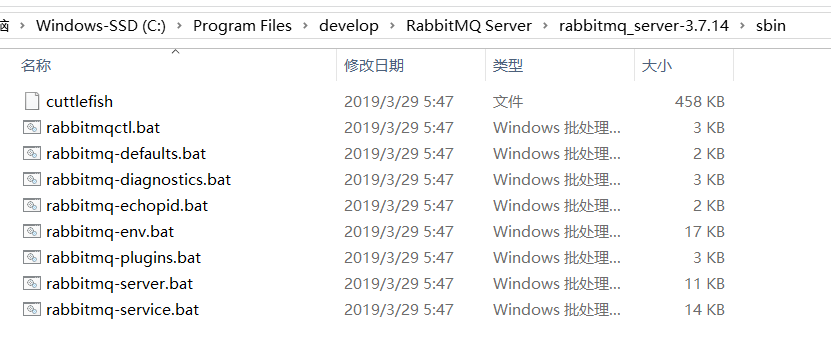 脑 › Windows-SSD (C:) › Program Files › develop › RabbitMQ Server › rabbitmq_server-3.7.14 › sbin
名称 修改日期 类型 大小
cuttlefish 2019/3/29 5:47 文件 458 KB
rabbitmqctl.bat 2019/3/29 5:47 Windows 批处理... 3 KB
rabbitmq-defaults.bat 2019/3/29 5:47 Windows 批处理... 2 KB
rabbitmq-diagnostics.bat 2019/3/29 5:47 Windows 批处理... 3 KB
rabbitmq-echopid.bat 2019/3/29 5:47 Windows 批处理... 2 KB
rabbitmq-env.bat 2019/3/29 5:47 Windows 批处理... 17 KB
rabbitmq-plugins.bat 2019/3/29 5:47 Windows 批处理... 3 KB
rabbitmq-server.bat 2019/3/29 5:47 Windows 批处理... 11 KB
rabbitmq-service.bat 2019/3/29 5:47 Windows 批处理... 14 KB